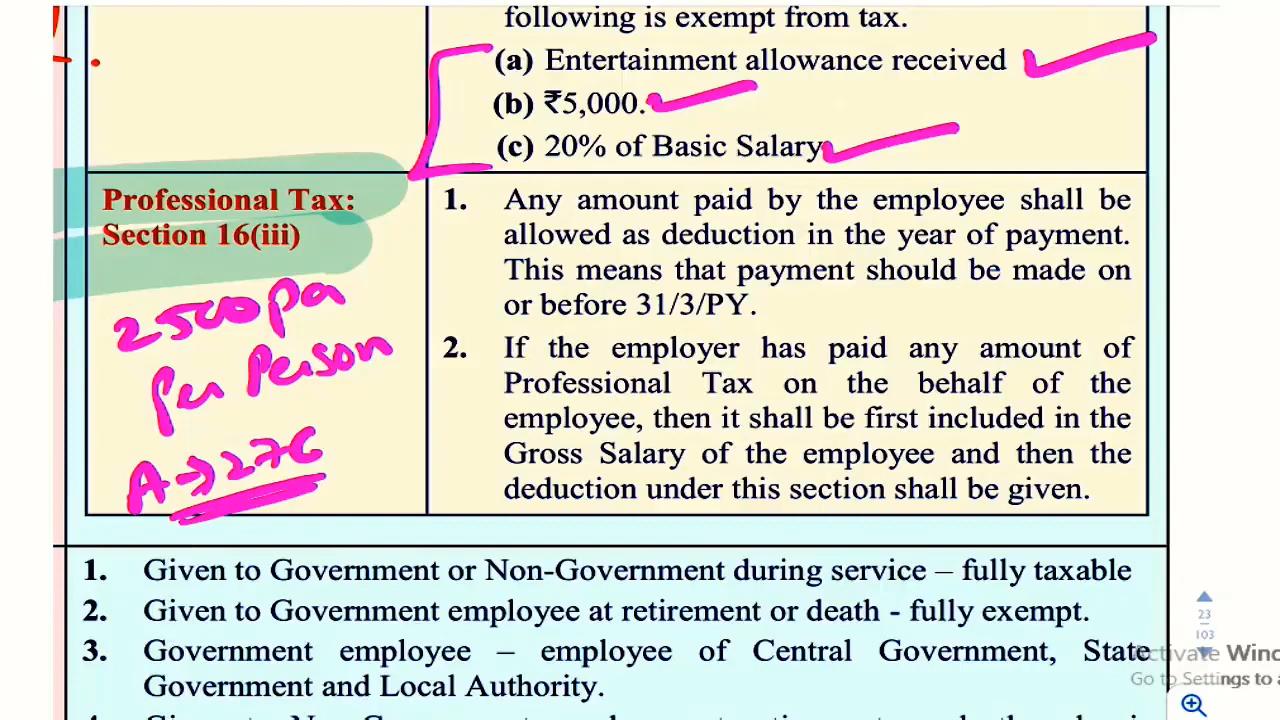 following is exempt from tax.
(a) Entertainment allowance received
(b) ₹5,000.
(c) 20% of Basic Salary
Professional Tax:
Section 16(iii)
2500 pa
Per Person
A → 276
1. Any amount paid by the employee shall be
allowed as deduction in the year of payment.
This means that payment should be made on
or before 31/3/PY.
2. If the employer has paid any amount of
Professional Tax on the behalf of the
employee, then it shall be first included in the
Gross Salary of the employee and then the
deduction under this section shall be given.
1. Given to Government or Non-Government during service – fully taxable
2. Given to Government employee at retirement or death - fully exempt.
3. Government employee – employee of Central Government, State
Government and Local Authority.
23
103
Activate Winc
Go to Settings to a